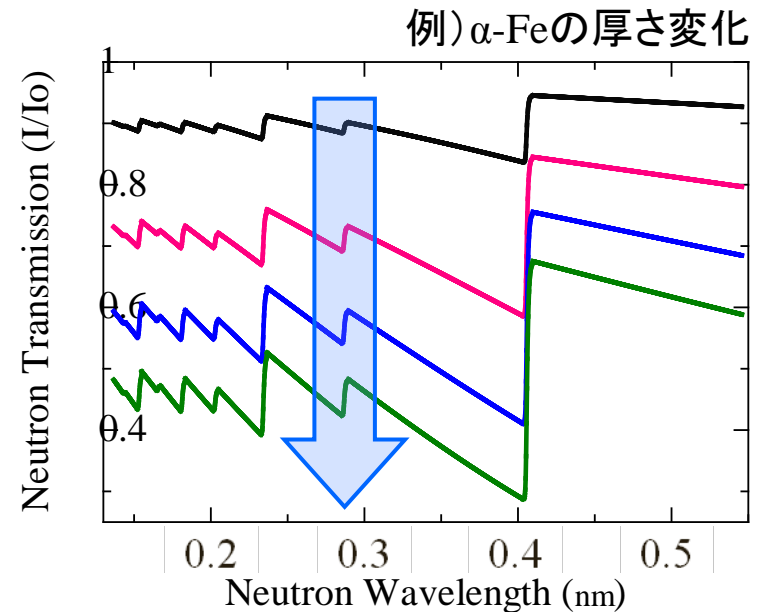 例）α-Feの厚さ変化
Neutron Transmission (I/Io)
1
0.8
0.6
0.4
0.2 0.3 0.4 0.5
Neutron Wavelength (nm)